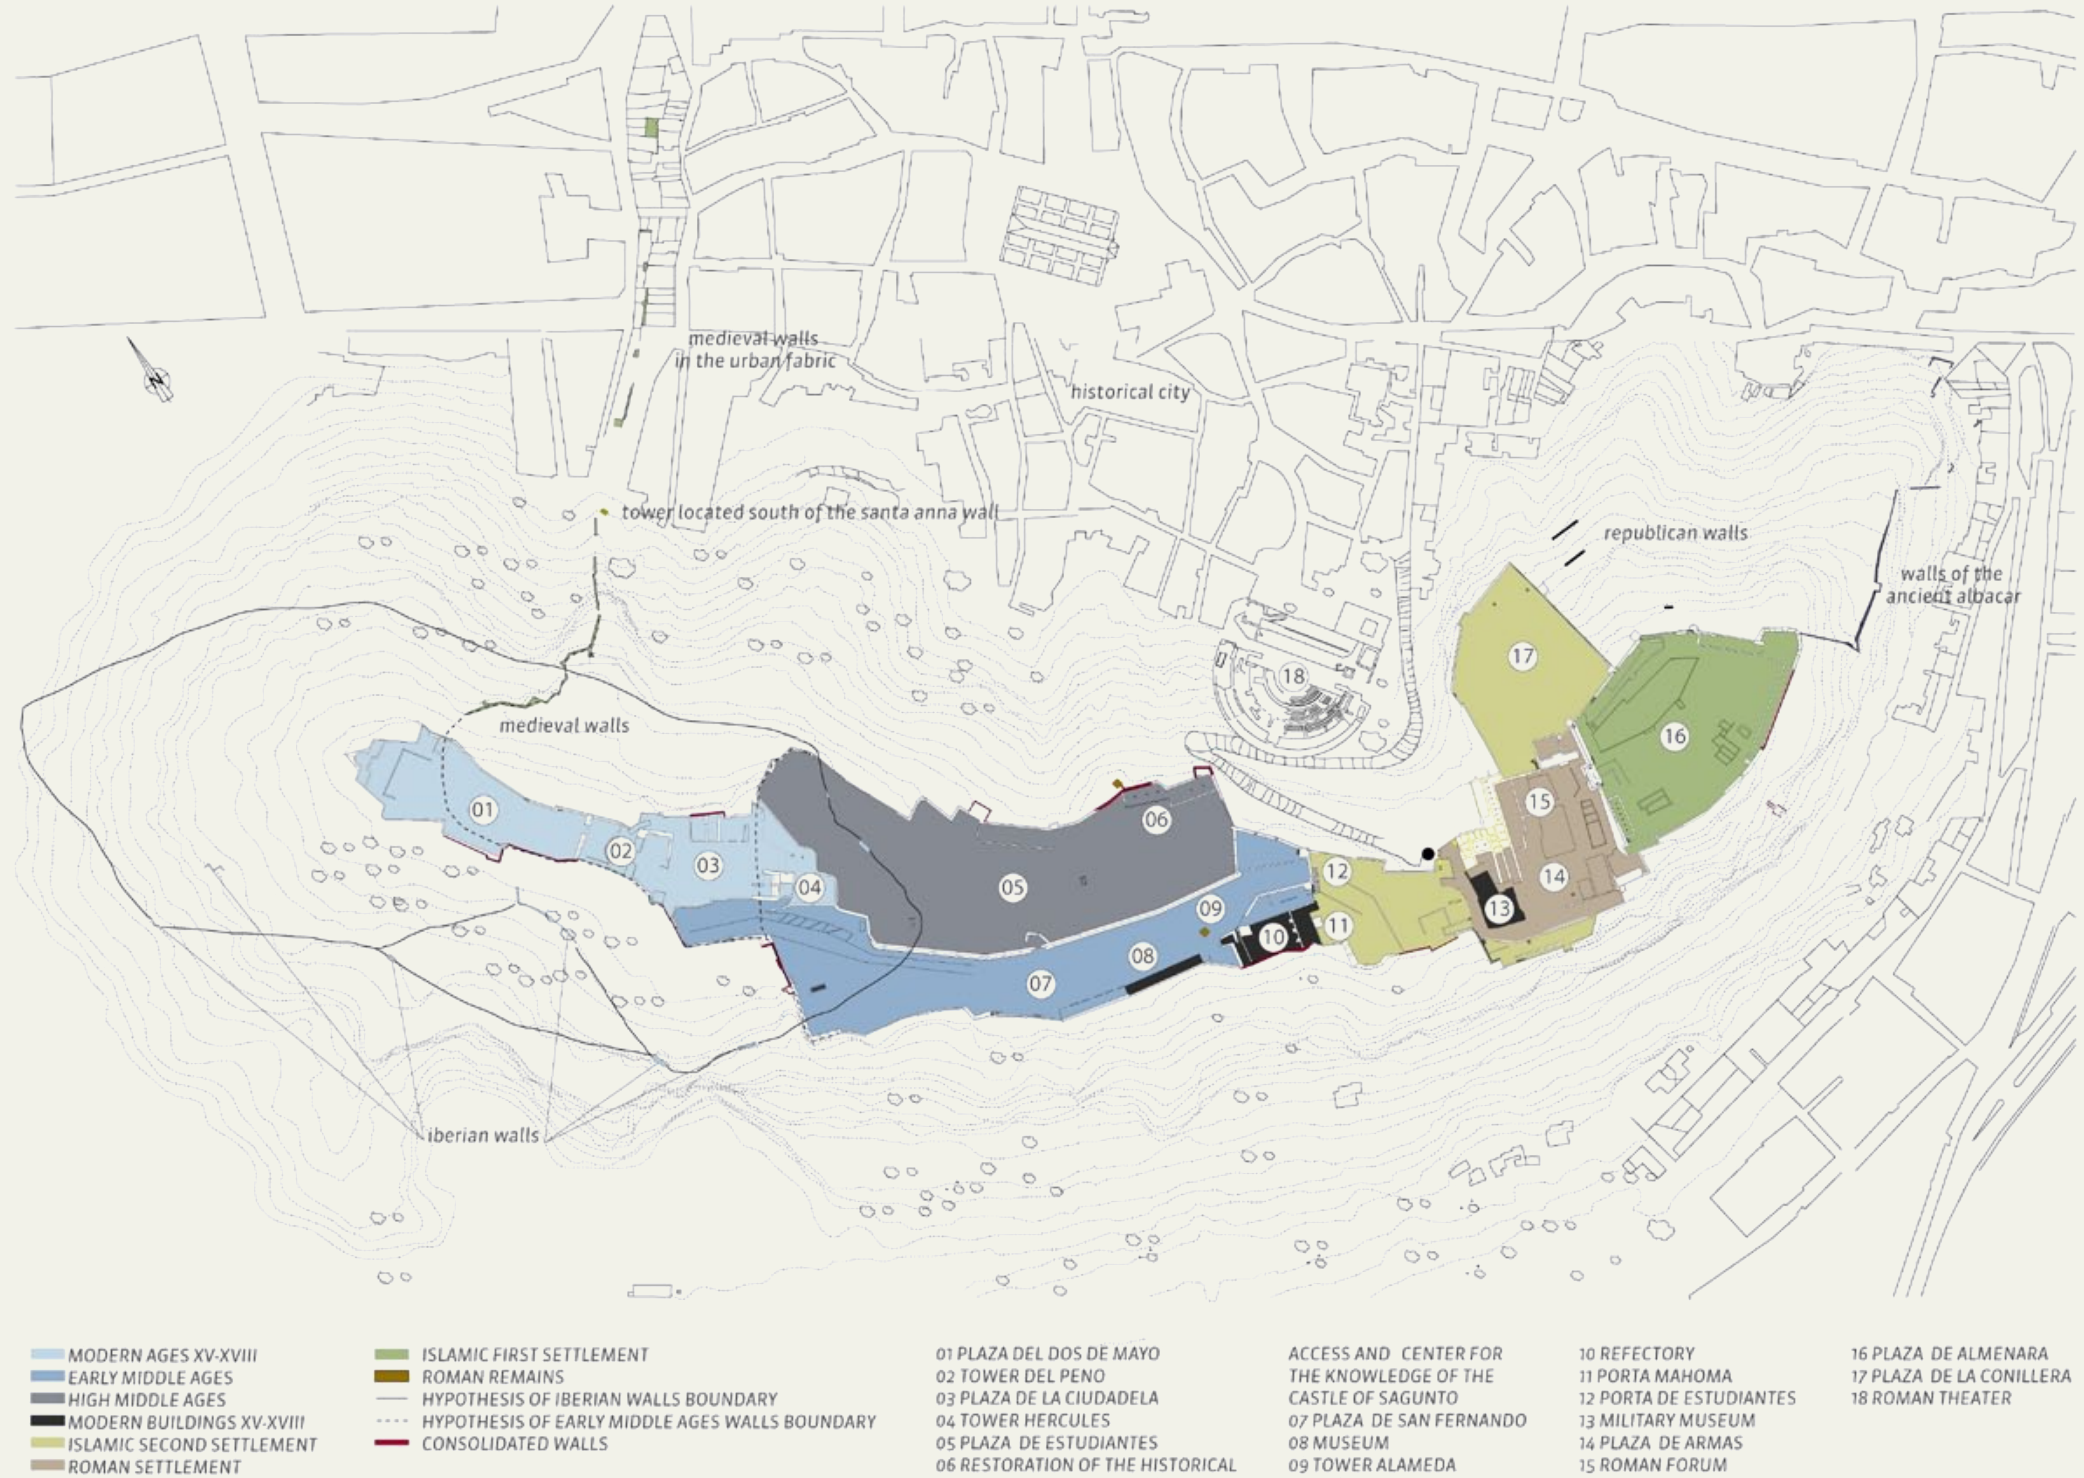 medieval walls
in the urban fabric
historical city
N
tower located south of the santa anna wall
republican walls
walls of the
ancient albacar
17
18
medieval walls
16
01
15
06
02
03
12
04
05
14
09
13
11
10
08
07
iberian walls
MODERN AGES XV-XVIII
EARLY MIDDLE AGES
HIGH MIDDLE AGES
MODERN BUILDINGS XV-XVIII
ISLAMIC SECOND SETTLEMENT
ROMAN SETTLEMENT
ISLAMIC FIRST SETTLEMENT
ROMAN REMAINS
HYPOTHESIS OF IBERIAN WALLS BOUNDARY
HYPOTHESIS OF EARLY MIDDLE AGES WALLS BOUNDARY
CONSOLIDATED WALLS
01 PLAZA DEL DOS DE MAYO
02 TOWER DEL PENO
03 PLAZA DE LA CIUDADELA
04 TOWER HERCULES
05 PLAZA DE ESTUDIANTES
06 RESTORATION OF THE HISTORICAL
ACCESS AND CENTER FOR
THE KNOWLEDGE OF THE
CASTLE OF SAGUNTO
07 PLAZA DE SAN FERNANDO
08 MUSEUM
09 TOWER ALAMEDA
10 REFECTORY
11 PORTA MAHOMA
12 PORTA DE ESTUDIANTES
13 MILITARY MUSEUM
14 PLAZA DE ARMAS
15 ROMAN FORUM
16 PLAZA DE ALMENARA
17 PLAZA DE LA CONILLERA
18 ROMAN THEATER